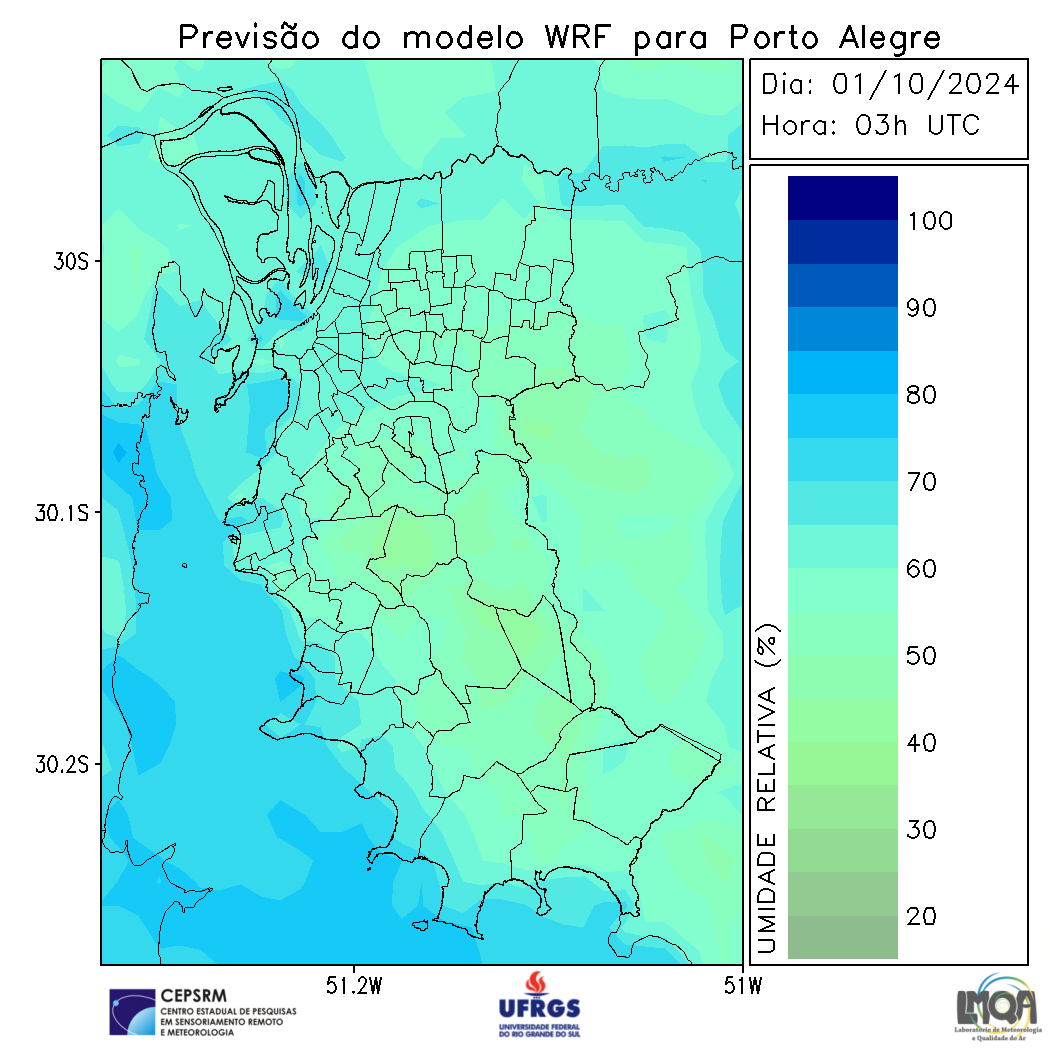 Previsão do modelo WRF para Porto Alegre
Dia: 01/10/2024
Hora: 03h UTC
100
90
80
70
60
50
40
30
20
UMIDADE RELATIVA (%)
30S
30.1S
30.2S
51.2W
51W
CEPSRM
CENTRO ESTADUAL DE PESQUISAS
EM SENSORIAMENTO REMOTO
E METEOROLOGIA
UFRGS
UNIVERSIDADE FEDERAL
DO RIO GRANDE DO SUL
LMQA
Laboratório de Meteorologia
e Qualidade do Ar